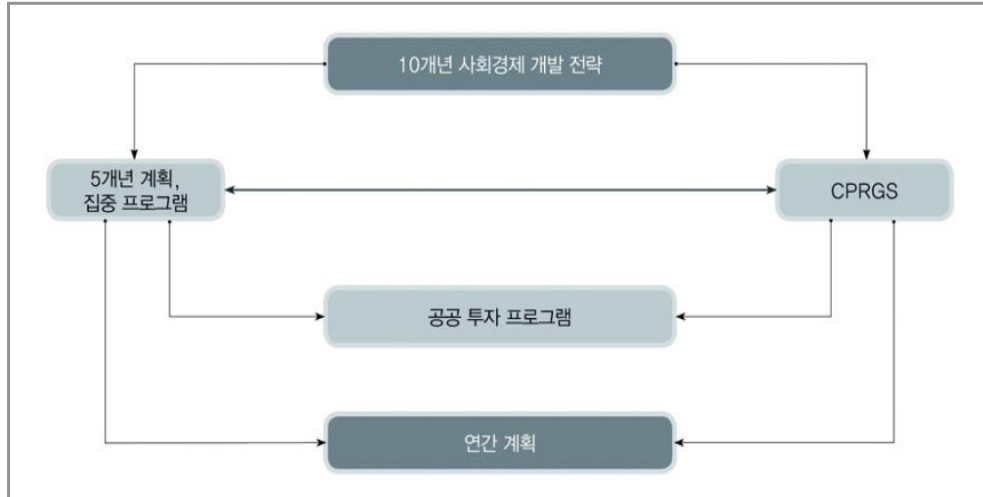 10개년 사회경제 개발 전략
5개년 계획,
집중 프로그램
CPRGS
공공 투자 프로그램
연간 계획